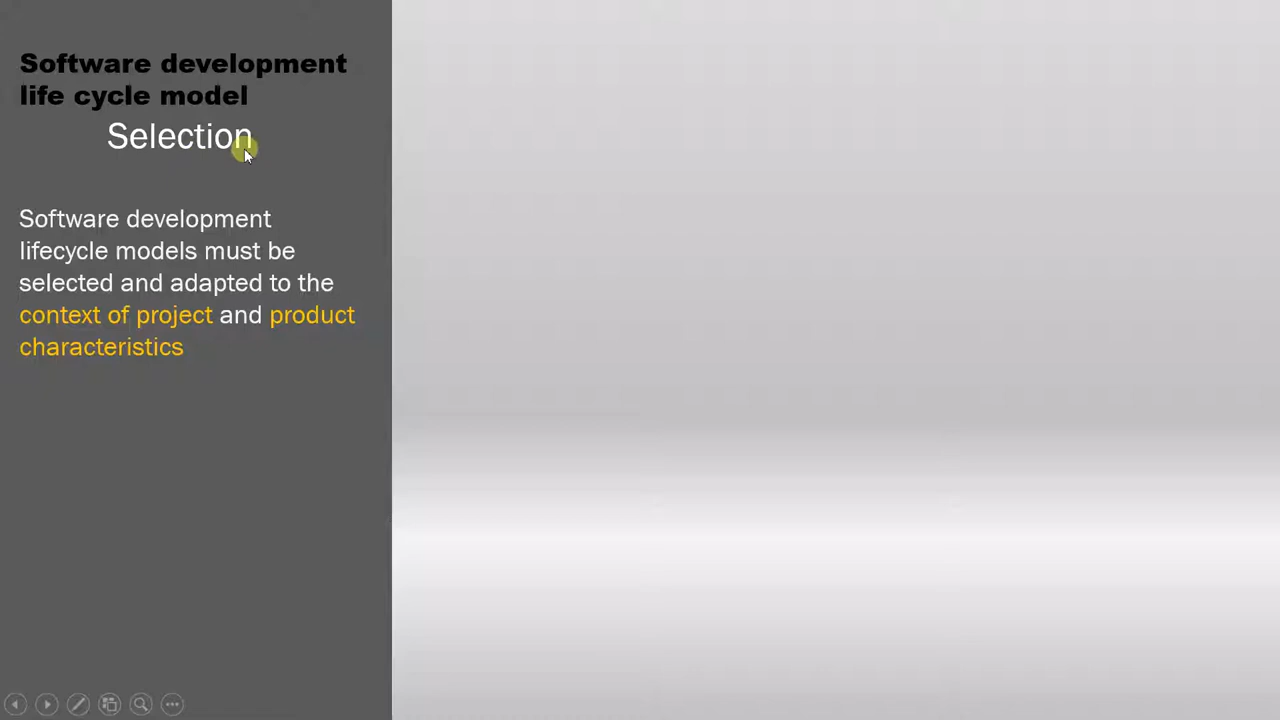 Software development
life cycle model
Selection
Software development
lifecycle models must be
selected and adapted to the
context of project and product
characteristics